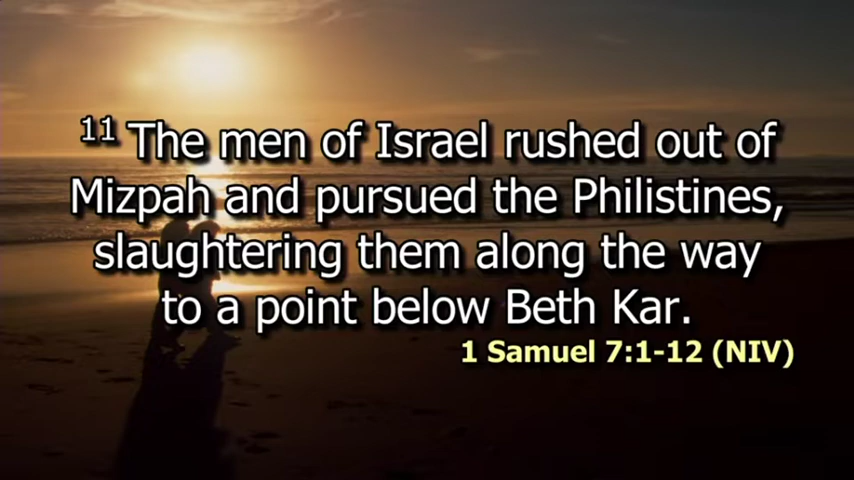 11 The men of Israel rushed out of
Mizpah and pursued the Philistines,
slaughtering them along the way
to a point below Beth Kar.
1 Samuel 7:1-12 (NIV)